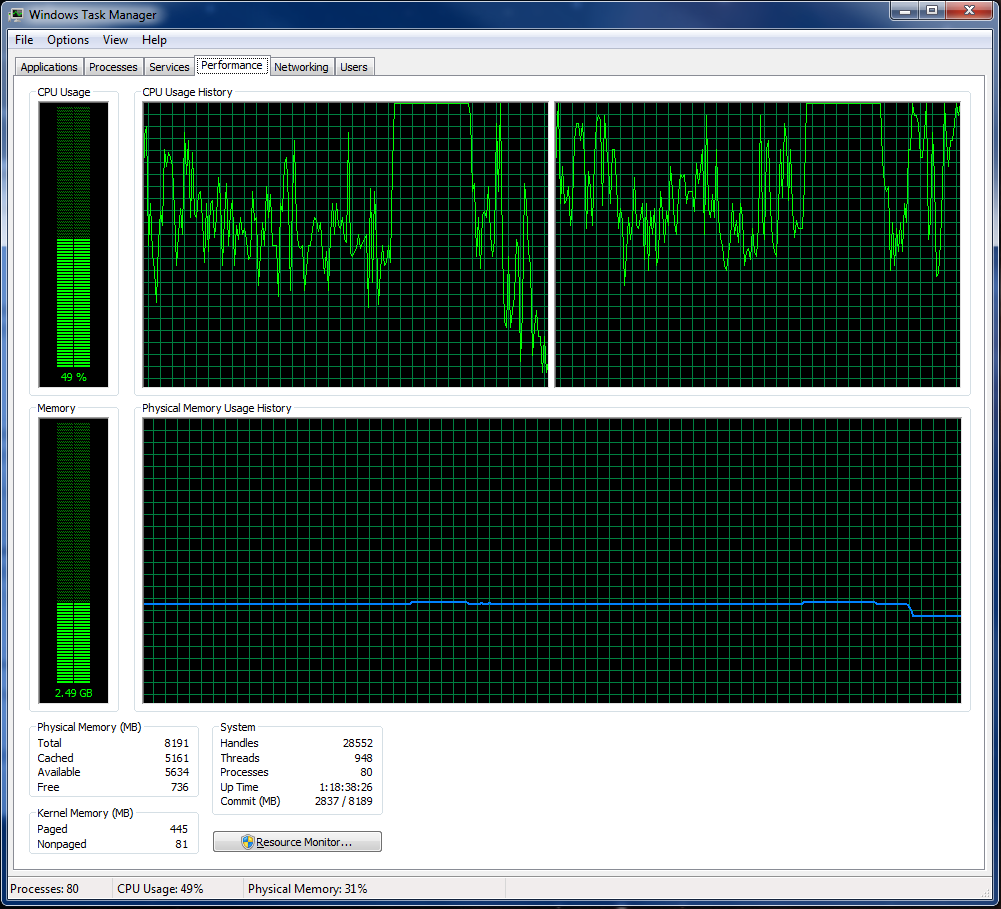 Windows Task Manager
File Options View Help
Applications Processes Services Performance Networking Users
CPU Usage
CPU Usage History
49 %
Memory
Physical Memory Usage History
2.49 GB
Physical Memory (MB)
Total 8191
Cached 5161
Available 5634
Free 736
Kernel Memory (MB)
Paged 445
Nonpaged 81
System
Handles 28552
Threads 948
Processes 80
Up Time 1:18:38:26
Commit (MB) 2837 / 8189
Resource Monitor...
Processes: 80 CPU Usage: 49% Physical Memory: 31%